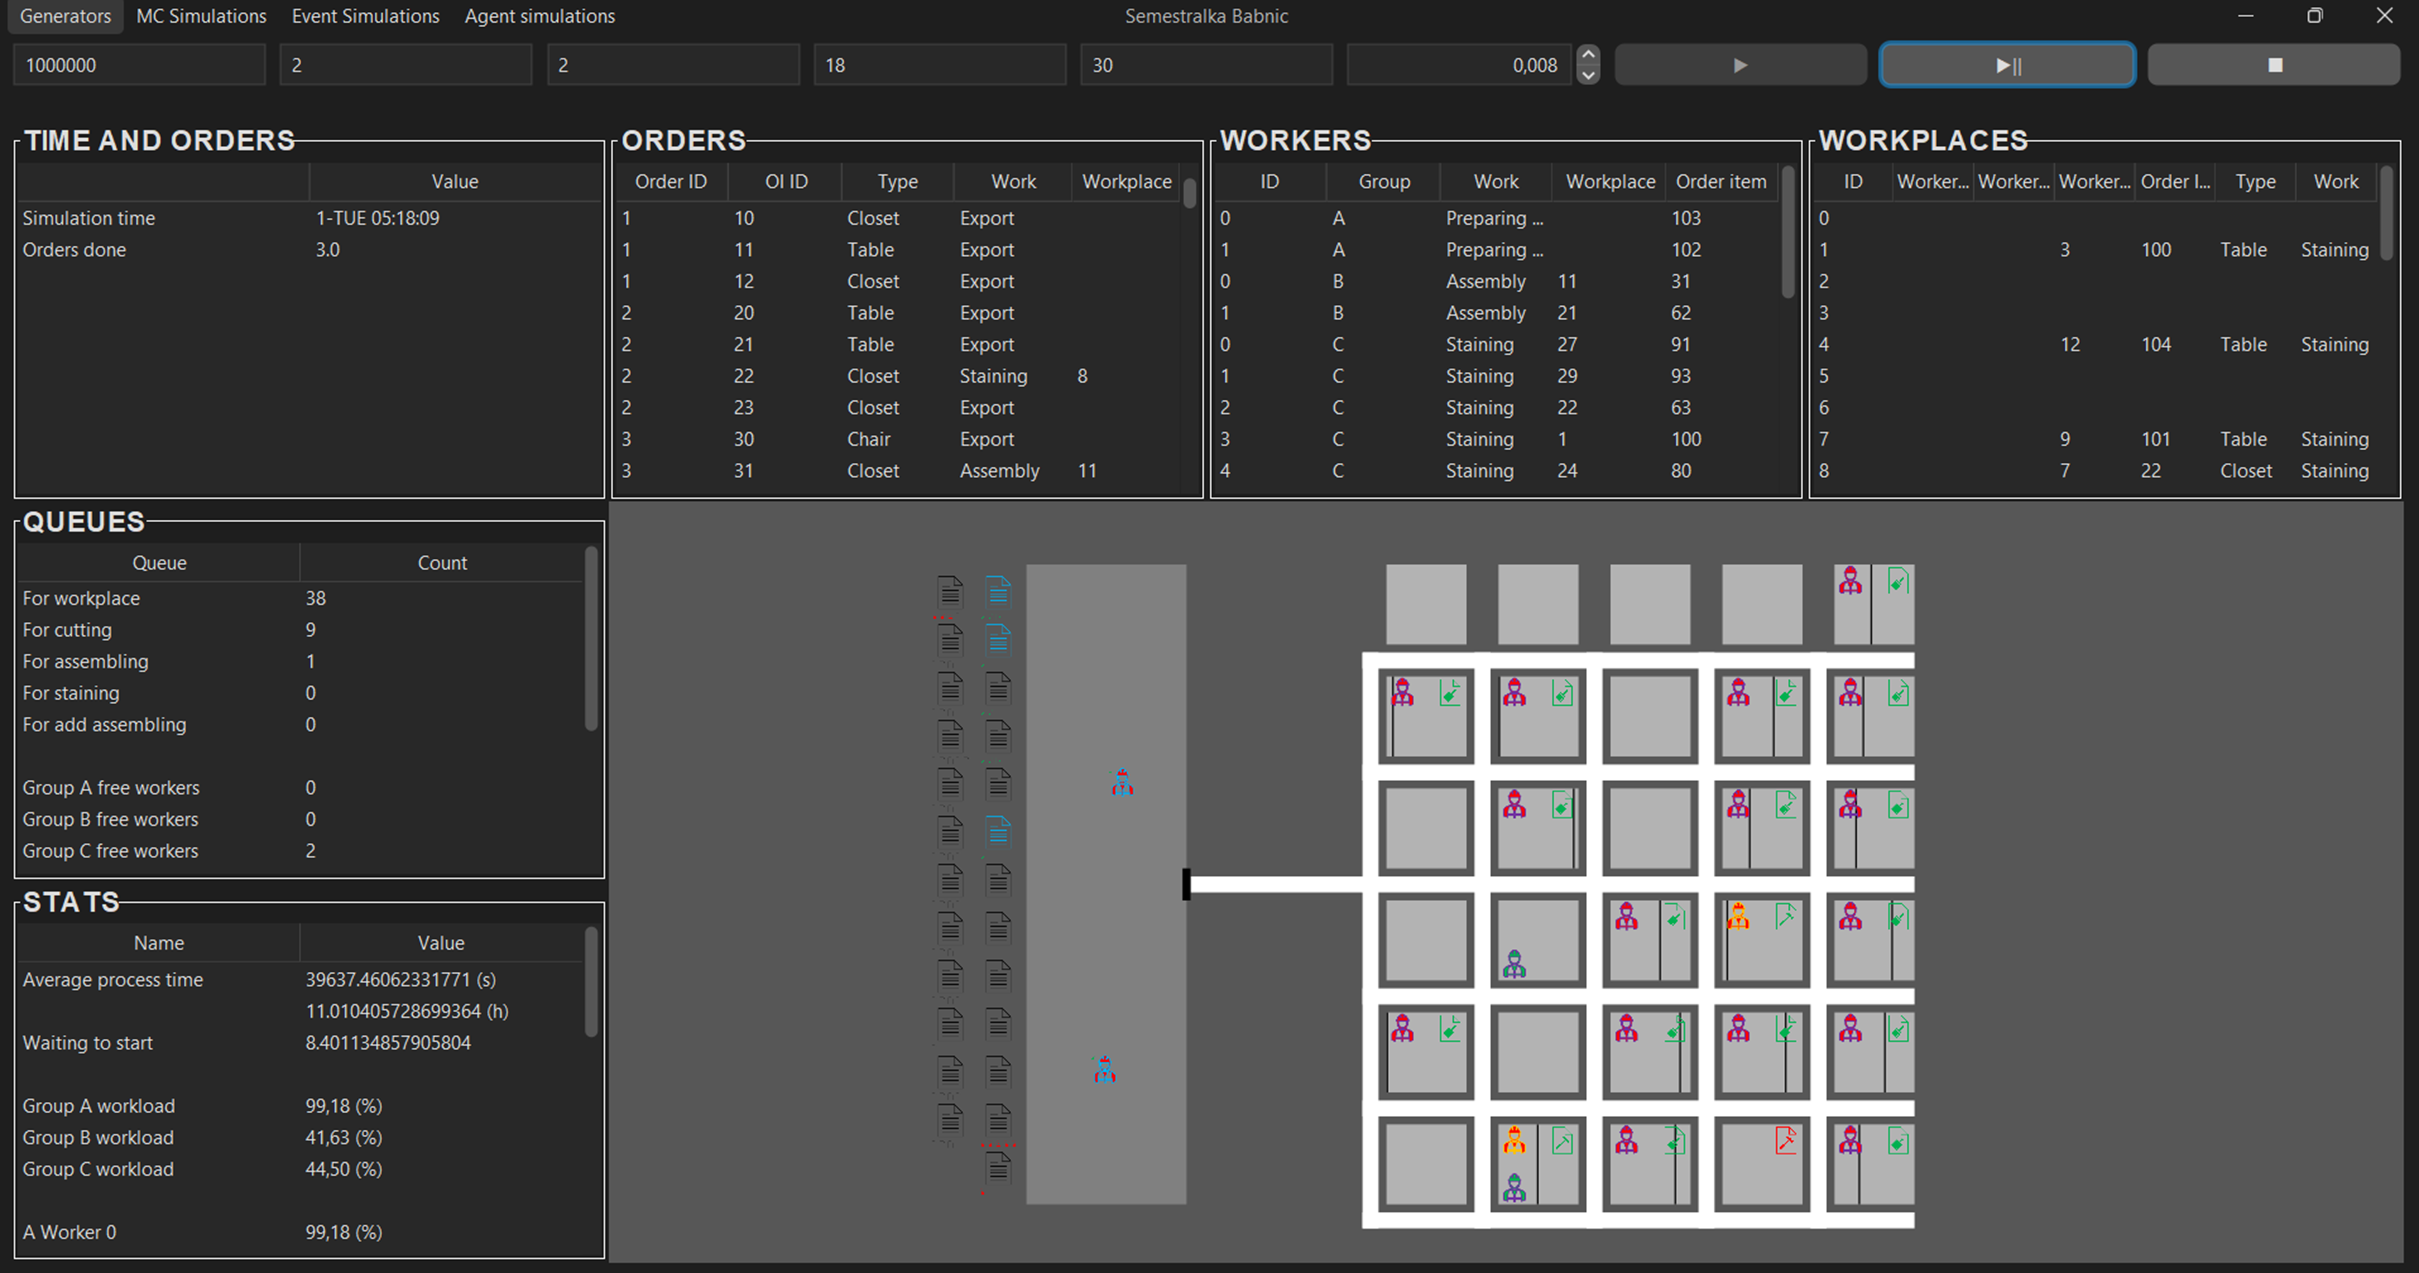 Generators MC Simulations Event Simulations Agent simulations Semestralka Babnic
1000000 2 2 18 30 0,008
TIME AND ORDERS
Value
Simulation time 1-TUE 05:18:09
Orders done 3.0
ORDERS
Order ID OI ID Type Work Workplace
1 10 Closet Export
1 11 Table Export
1 12 Closet Export
2 20 Table Export
2 21 Table Export
2 22 Closet Staining 8
2 23 Closet Export
3 30 Chair Export
3 31 Closet Assembly 11
WORKERS
ID Group Work Workplace Order item
0 A Preparing ... 103
1 A Preparing ... 102
0 B Assembly 11 31
1 B Assembly 21 62
0 C Staining 27 91
1 C Staining 29 93
2 C Staining 22 63
3 C Staining 1 100
4 C Staining 24 80
WORKPLACES
ID Worker... Worker... Worker... Order I... Type Work
0
1 3 100 Table Staining
2
3
4 12 104 Table Staining
5
6
7 9 101 Table Staining
8 7 22 Closet Staining
QUEUES
Queue Count
For workplace 38
For cutting 9
For assembling 1
For staining 0
For add assembling 0
Group A free workers 0
Group B free workers 0
Group C free workers 2
STATS
Name Value
Average process time 39637.46062331771 (s)
11.010405728699364 (h)
Waiting to start 8.401134857905804
Group A workload 99,18 (%)
Group B workload 41,63 (%)
Group C workload 44,50 (%)
A Worker 0 99,18 (%)